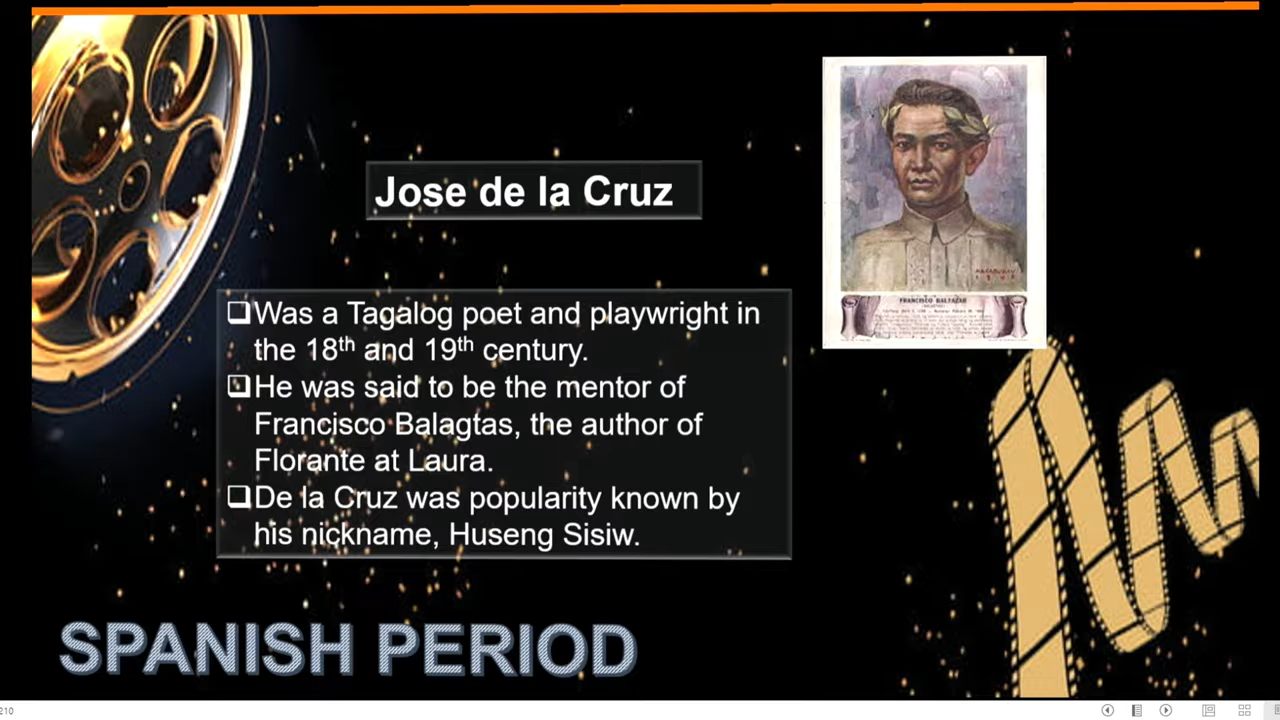 Jose de la Cruz
FRANCISCO BALTAZAR
❑Was a Tagalog poet and playwright in
the 18th and 19th century.
❑He was said to be the mentor of
Francisco Balagtas, the author of
Florante at Laura.
❑De la Cruz was popularity known by
his nickname, Huseng Sisiw.
SPANISH PERIOD
210